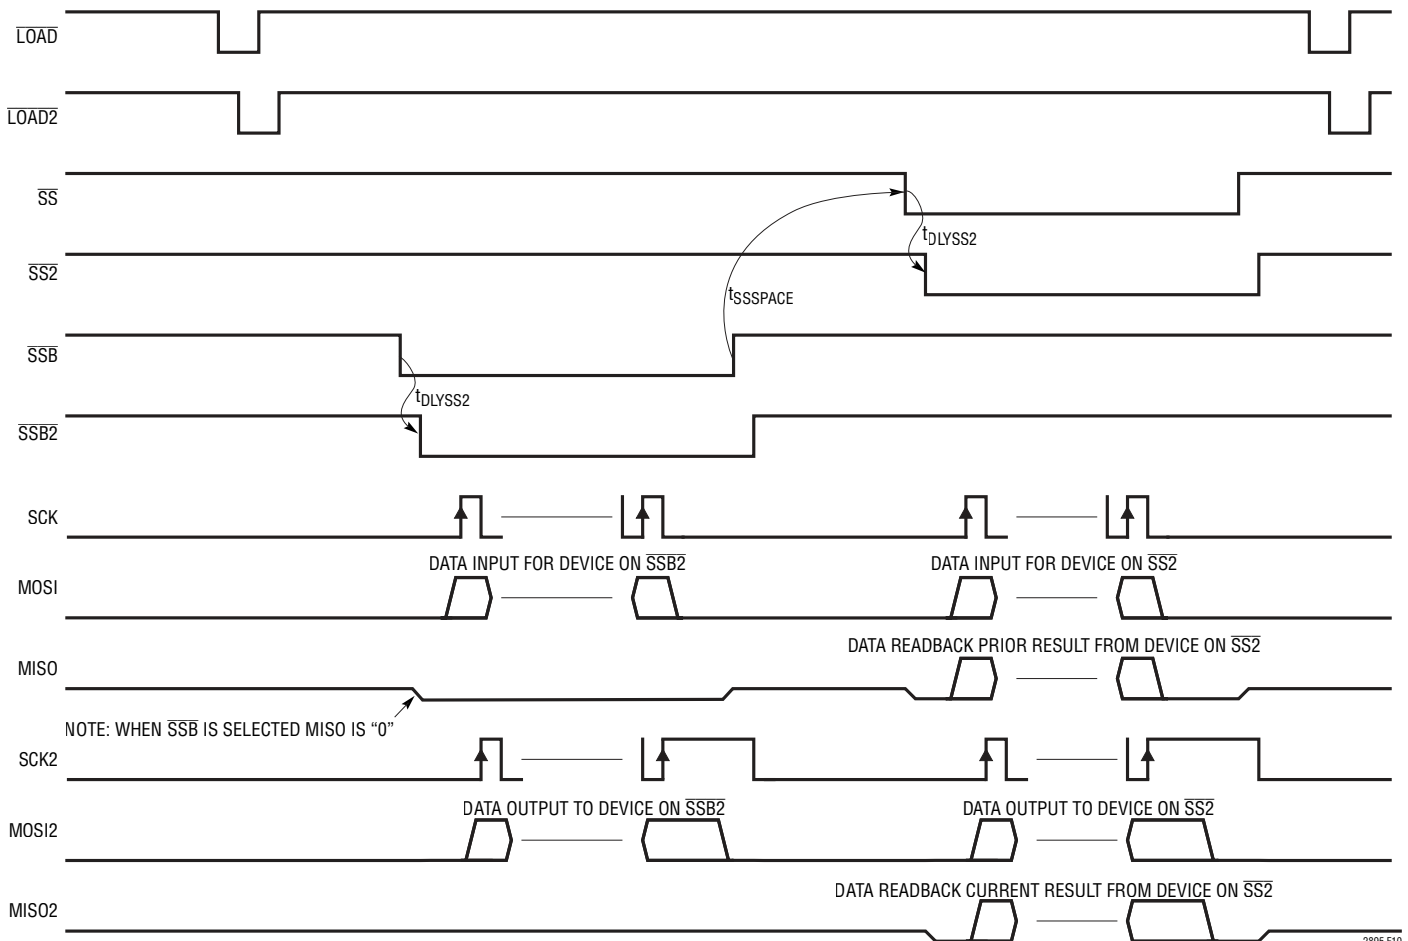 LOAD
LOAD2
SS
tDLYSS2
SS2
tSSSPACE
SSB
tDLYSS2
SSB2
SCK
DATA INPUT FOR DEVICE ON SSB2
DATA INPUT FOR DEVICE ON SS2
MOSI
DATA READBACK PRIOR RESULT FROM DEVICE ON SS2
MISO
NOTE: WHEN SSB IS SELECTED MISO IS “0”
SCK2
DATA OUTPUT TO DEVICE ON SSB2
DATA OUTPUT TO DEVICE ON SS2
MOSI2
DATA READBACK CURRENT RESULT FROM DEVICE ON SS2
MISO2